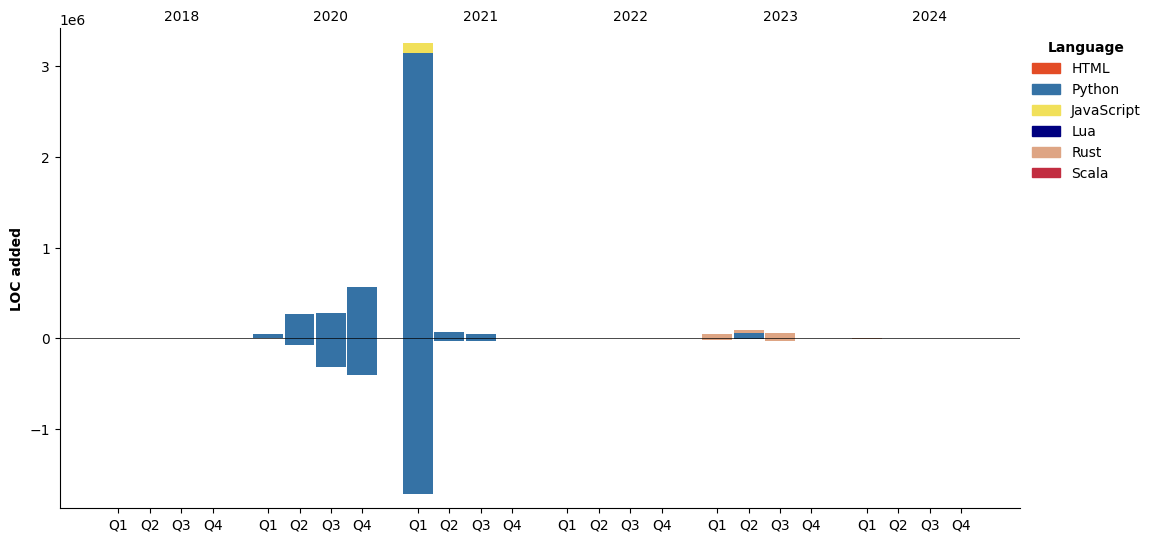 1e6
2018 2020 2021 2022 2023 2024
Language
HTML
Python
JavaScript
Lua
Rust
Scala
LOC added
3
2
1
0
−1
Q1 Q2 Q3 Q4 Q1 Q2 Q3 Q4 Q1 Q2 Q3 Q4 Q1 Q2 Q3 Q4 Q1 Q2 Q3 Q4 Q1 Q2 Q3 Q4